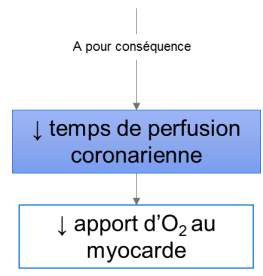 A pour conséquence
↓ temps de perfusion
coronarienne
↓ apport d’O₂ au
myocarde